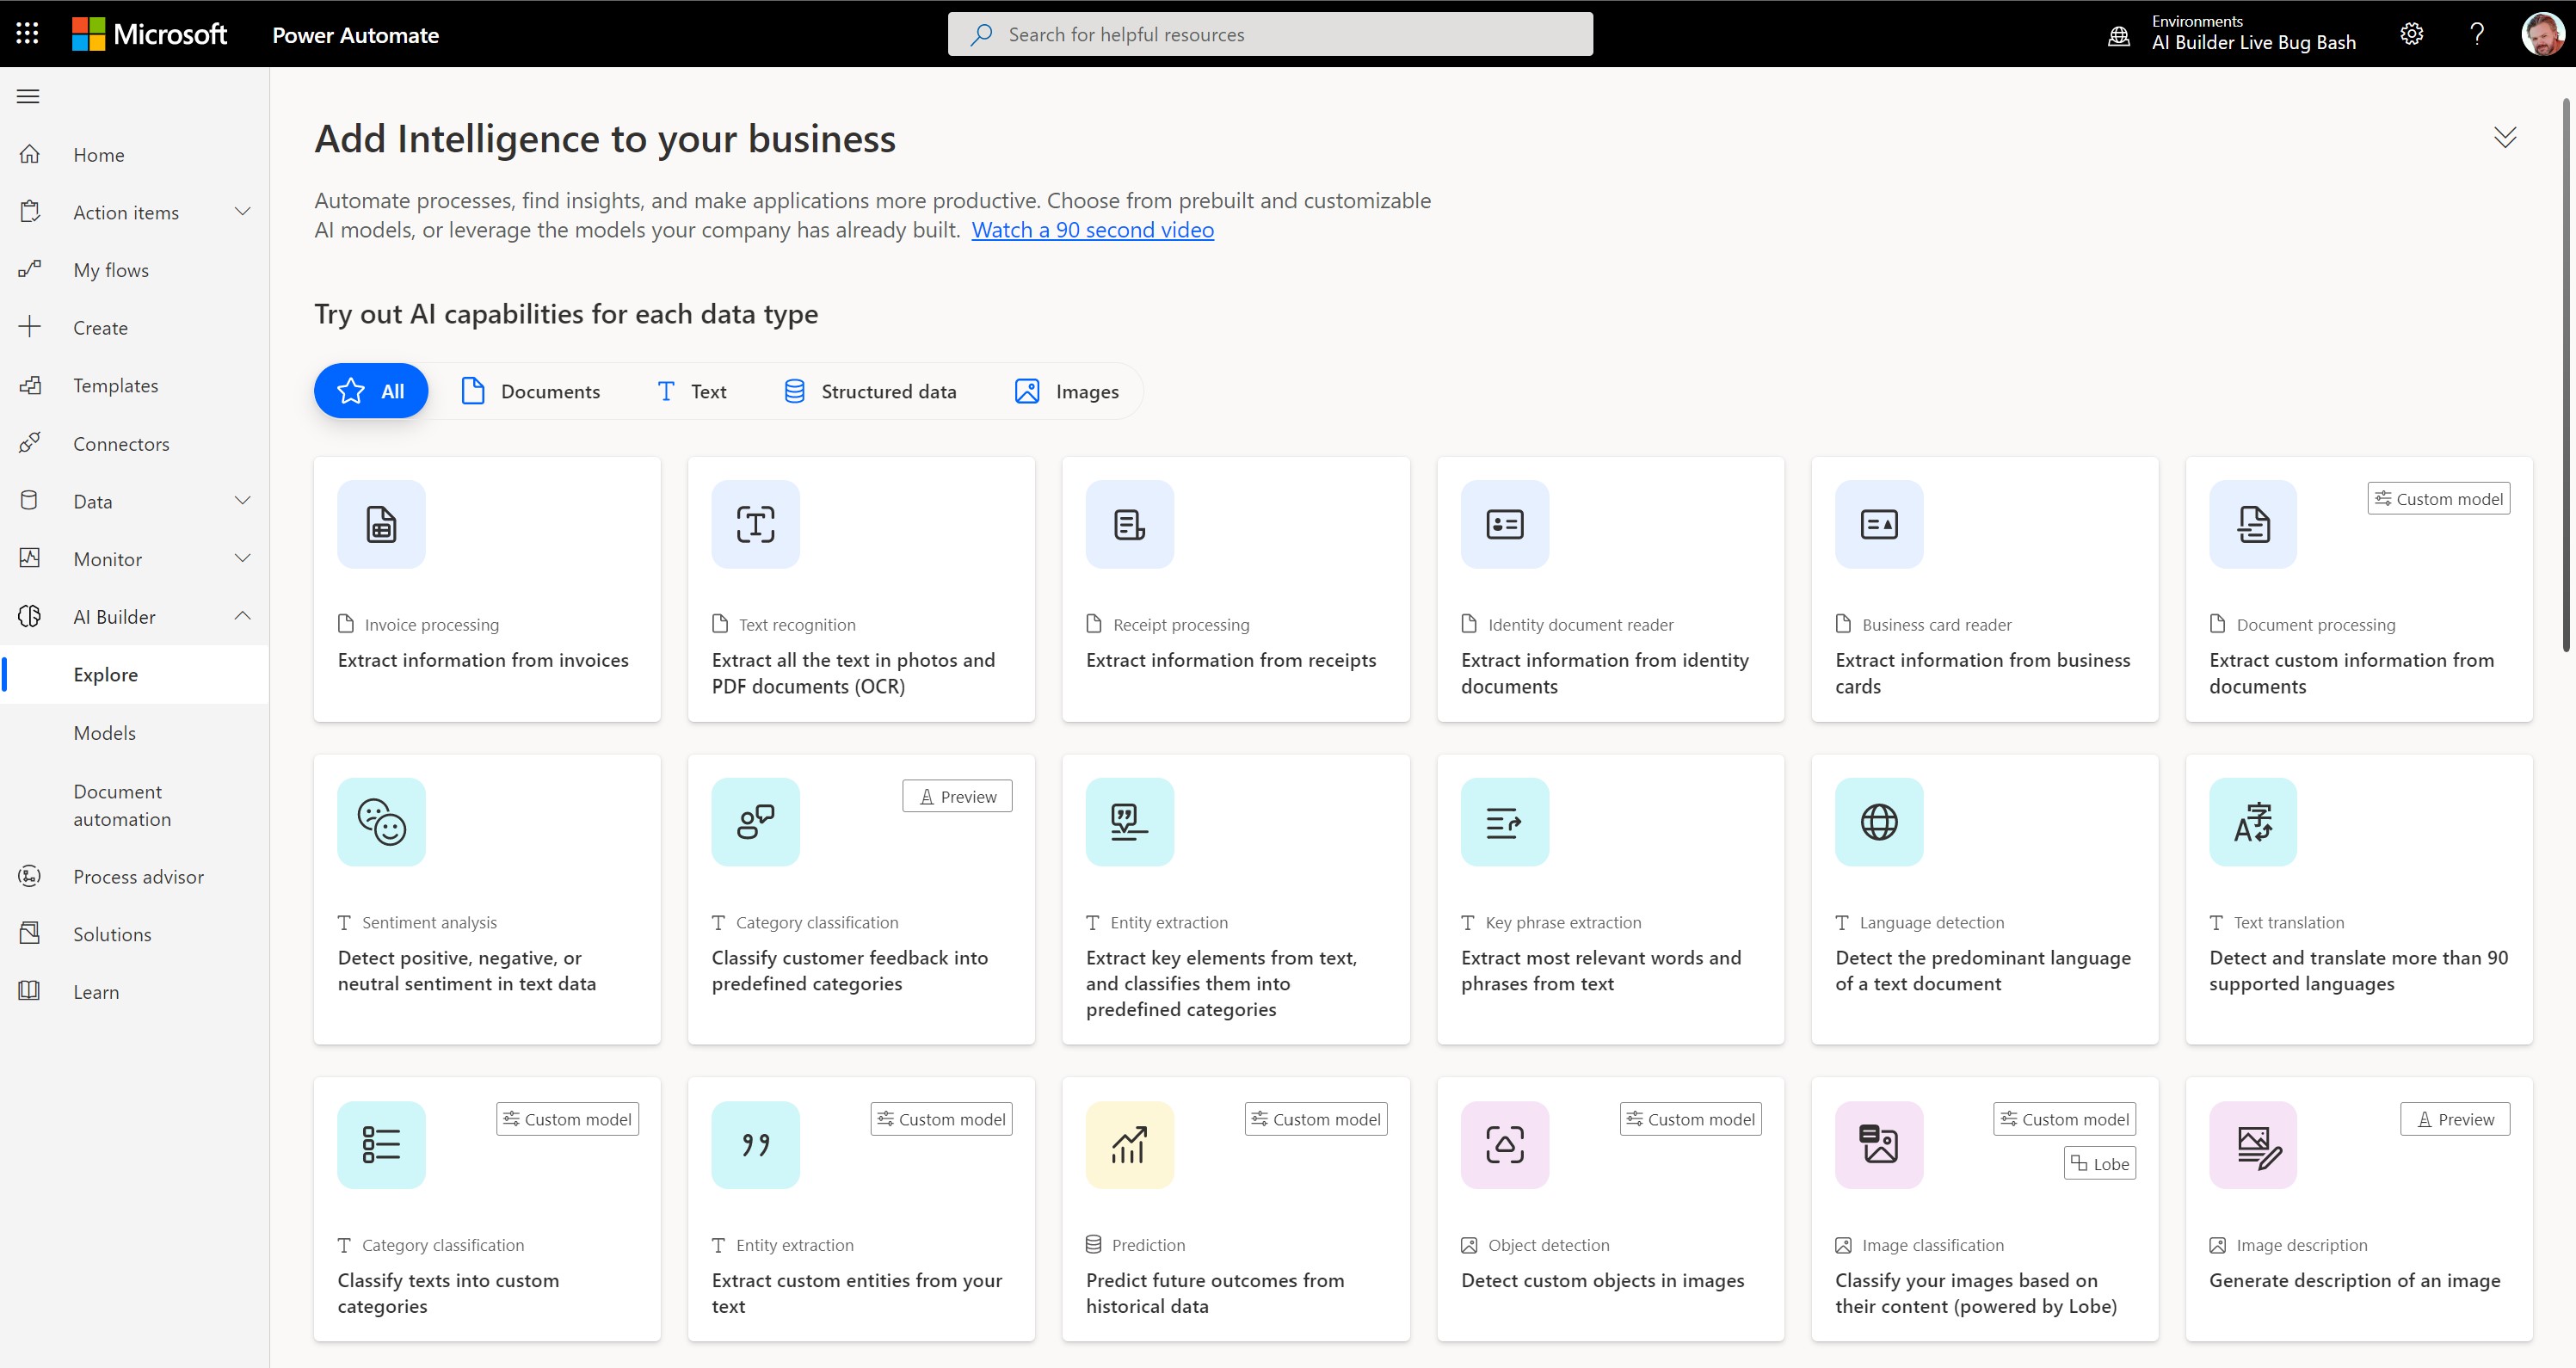 Microsoft
Power Automate
Search for helpful resources
Environments
AI Builder Live Bug Bash
Home
Action items
My flows
Create
Templates
Connectors
Data
Monitor
AI Builder
Explore
Models
Document
automation
Process advisor
Solutions
Learn
Add Intelligence to your business
Automate processes, find insights, and make applications more productive. Choose from prebuilt and customizable
AI models, or leverage the models your company has already built. Watch a 90 second video
Try out AI capabilities for each data type
All
Documents
Text
Structured data
Images
Invoice processing
Extract information from invoices
Text recognition
Extract all the text in photos and
PDF documents (OCR)
Receipt processing
Extract information from receipts
Identity document reader
Extract information from identity
documents
Business card reader
Extract information from business
cards
Custom model
Document processing
Extract custom information from
documents
Sentiment analysis
Detect positive, negative, or
neutral sentiment in text data
Preview
Category classification
Classify customer feedback into
predefined categories
Entity extraction
Extract key elements from text,
and classifies them into
predefined categories
Key phrase extraction
Extract most relevant words and
phrases from text
Language detection
Detect the predominant language
of a text document
Text translation
Detect and translate more than 90
supported languages
Custom model
Category classification
Classify texts into custom
categories
Custom model
Entity extraction
Extract custom entities from your
text
Custom model
Prediction
Predict future outcomes from
historical data
Custom model
Object detection
Detect custom objects in images
Custom model
Lobe
Image classification
Classify your images based on
their content (powered by Lobe)
Preview
Image description
Generate description of an image